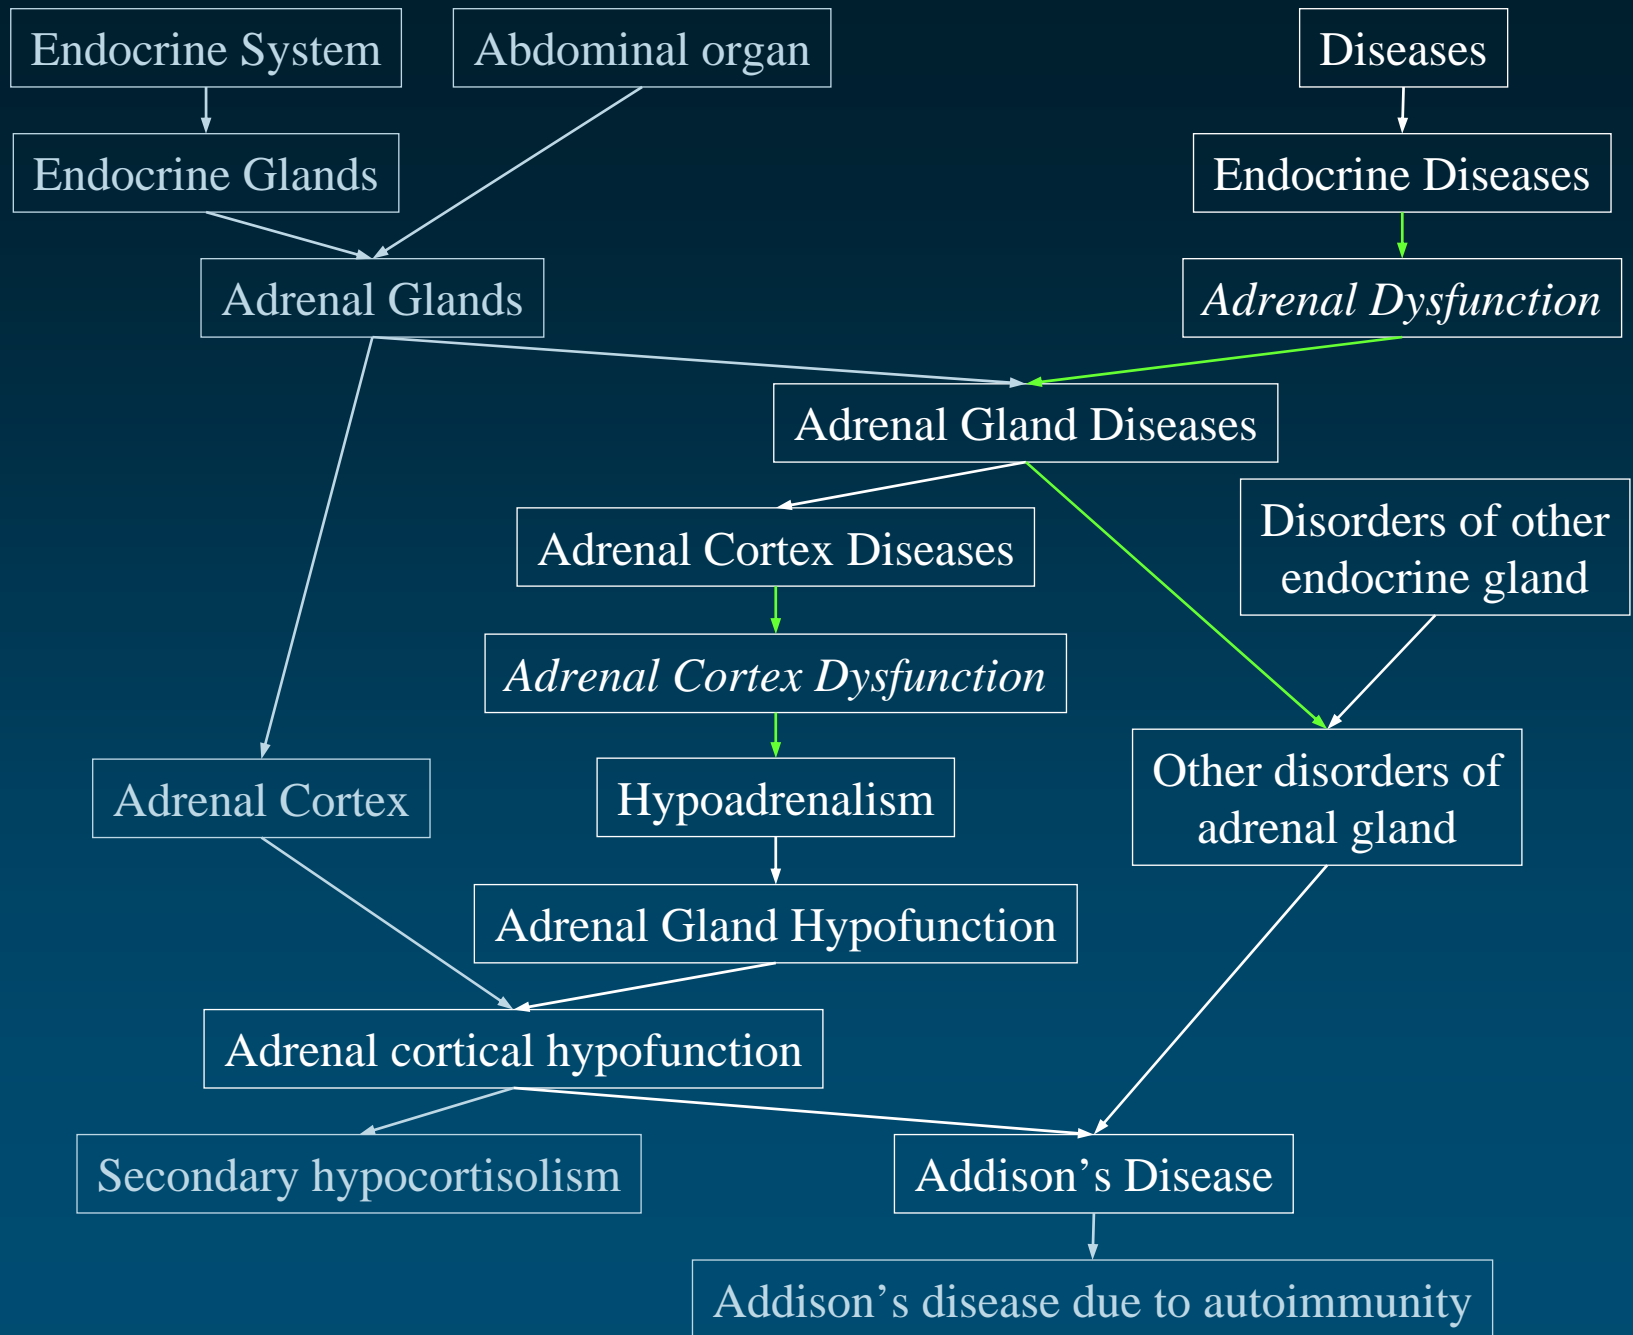 Endocrine System
Abdominal organ
Diseases
Endocrine Glands
Endocrine Diseases
Adrenal Glands
Adrenal Dysfunction
Adrenal Gland Diseases
Disorders of other
endocrine gland
Adrenal Cortex Diseases
Adrenal Cortex Dysfunction
Other disorders of
adrenal gland
Adrenal Cortex
Hypoadrenalism
Adrenal Gland Hypofunction
Adrenal cortical hypofunction
Secondary hypocortisolism
Addison’s Disease
Addison’s disease due to autoimmunity